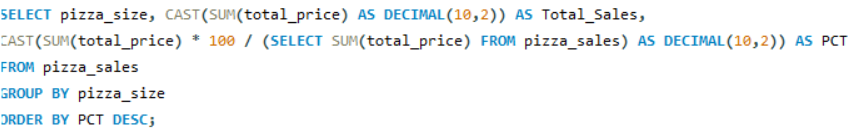 SELECT pizza_size, CAST(SUM(total_price) AS DECIMAL(10,2)) AS Total_Sales,
CAST(SUM(total_price) * 100 / (SELECT SUM(total_price) FROM pizza_sales) AS DECIMAL(10,2)) AS PCT
FROM pizza_sales
GROUP BY pizza_size
ORDER BY PCT DESC;